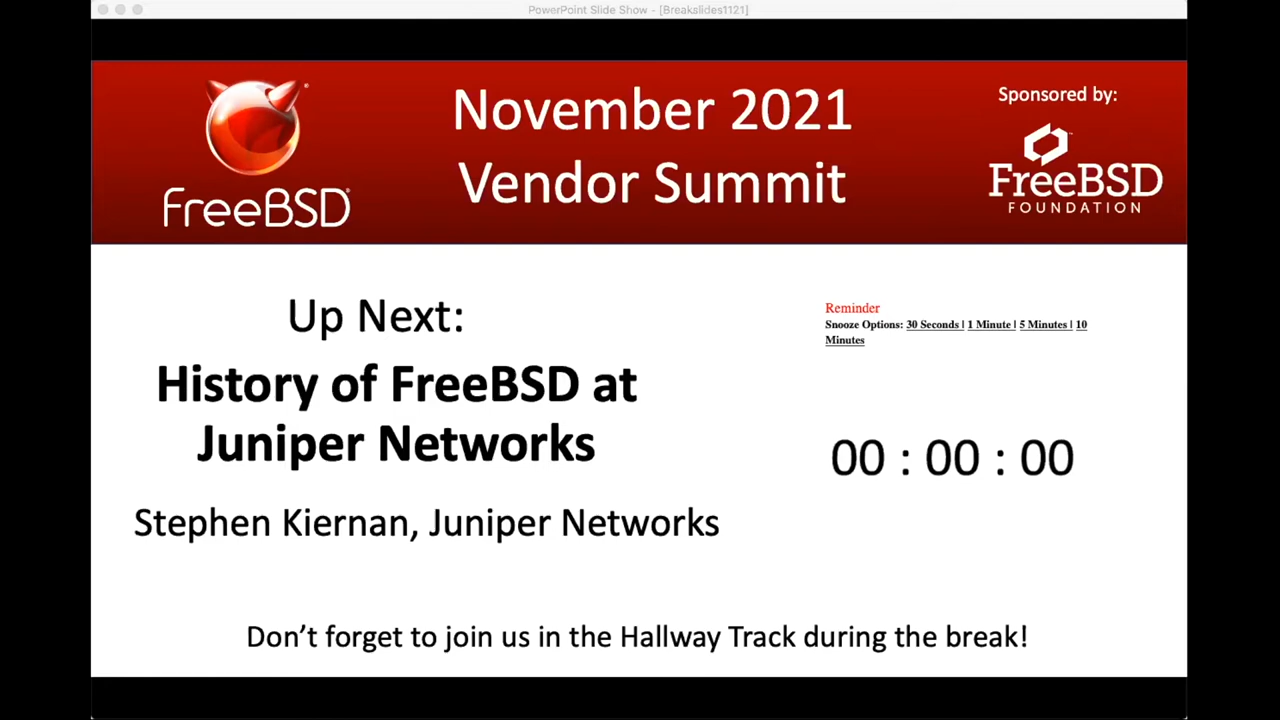 PowerPoint Slide Show - [Breakslides1121]
FreeBSD®
November 2021
Vendor Summit
Sponsored by:
FreeBSD
FOUNDATION
Up Next:
History of FreeBSD at
Juniper Networks
Stephen Kiernan, Juniper Networks
Reminder
Snooze Options: 30 Seconds | 1 Minute | 5 Minutes | 10
Minutes
00 : 00 : 00
Don’t forget to join us in the Hallway Track during the break!